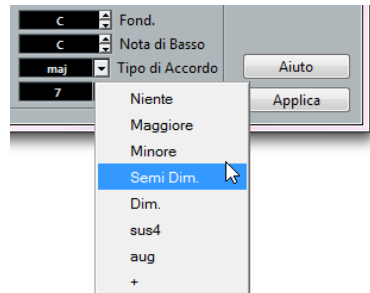 C Fond.
C Nota di Basso
maj Tipo di Accordo Aiuto
7 Applica
Niente
Maggiore
Minore
Semi Dim.
Dim.
sus4
aug
+